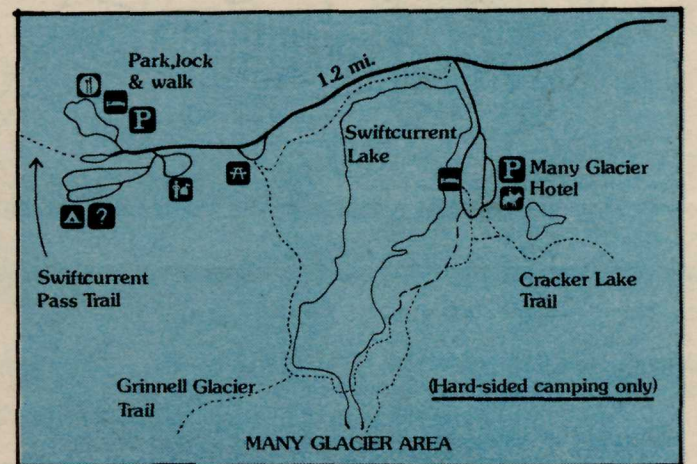 Park,lock
& walk
P
1.2 mi.
Swiftcurrent
Lake
P
Many Glacier
Hotel
?
Swiftcurrent
Pass Trail
Cracker Lake
Trail
Grinnell Glacier
Trail
(Hard-sided camping only)
MANY GLACIER AREA